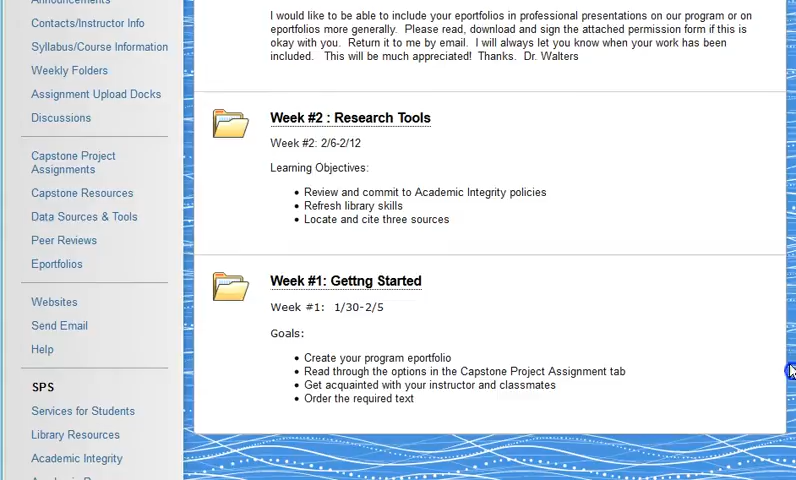 Announcements
Contacts/Instructor Info
Syllabus/Course Information
Weekly Folders
Assignment Upload Docks
Discussions
Capstone Project
Assignments
Capstone Resources
Data Sources & Tools
Peer Reviews
Eportfolios
Websites
Send Email
Help
SPS
Services for Students
Library Resources
Academic Integrity
I would like to be able to include your eportfolios in professional presentations on our program or on
eportfolios more generally. Please read, download and sign the attached permission form if this is
okay with you. Return it to me by email. I will always let you know when your work has been
included. This will be much appreciated! Thanks. Dr. Walters
Week #2 : Research Tools
Week #2: 2/6-2/12
Learning Objectives:
• Review and commit to Academic Integrity policies
• Refresh library skills
• Locate and cite three sources
Week #1: Gettng Started
Week #1: 1/30-2/5
Goals:
• Create your program eportfolio
• Read through the options in the Capstone Project Assignment tab
• Get acquainted with your instructor and classmates
• Order the required text